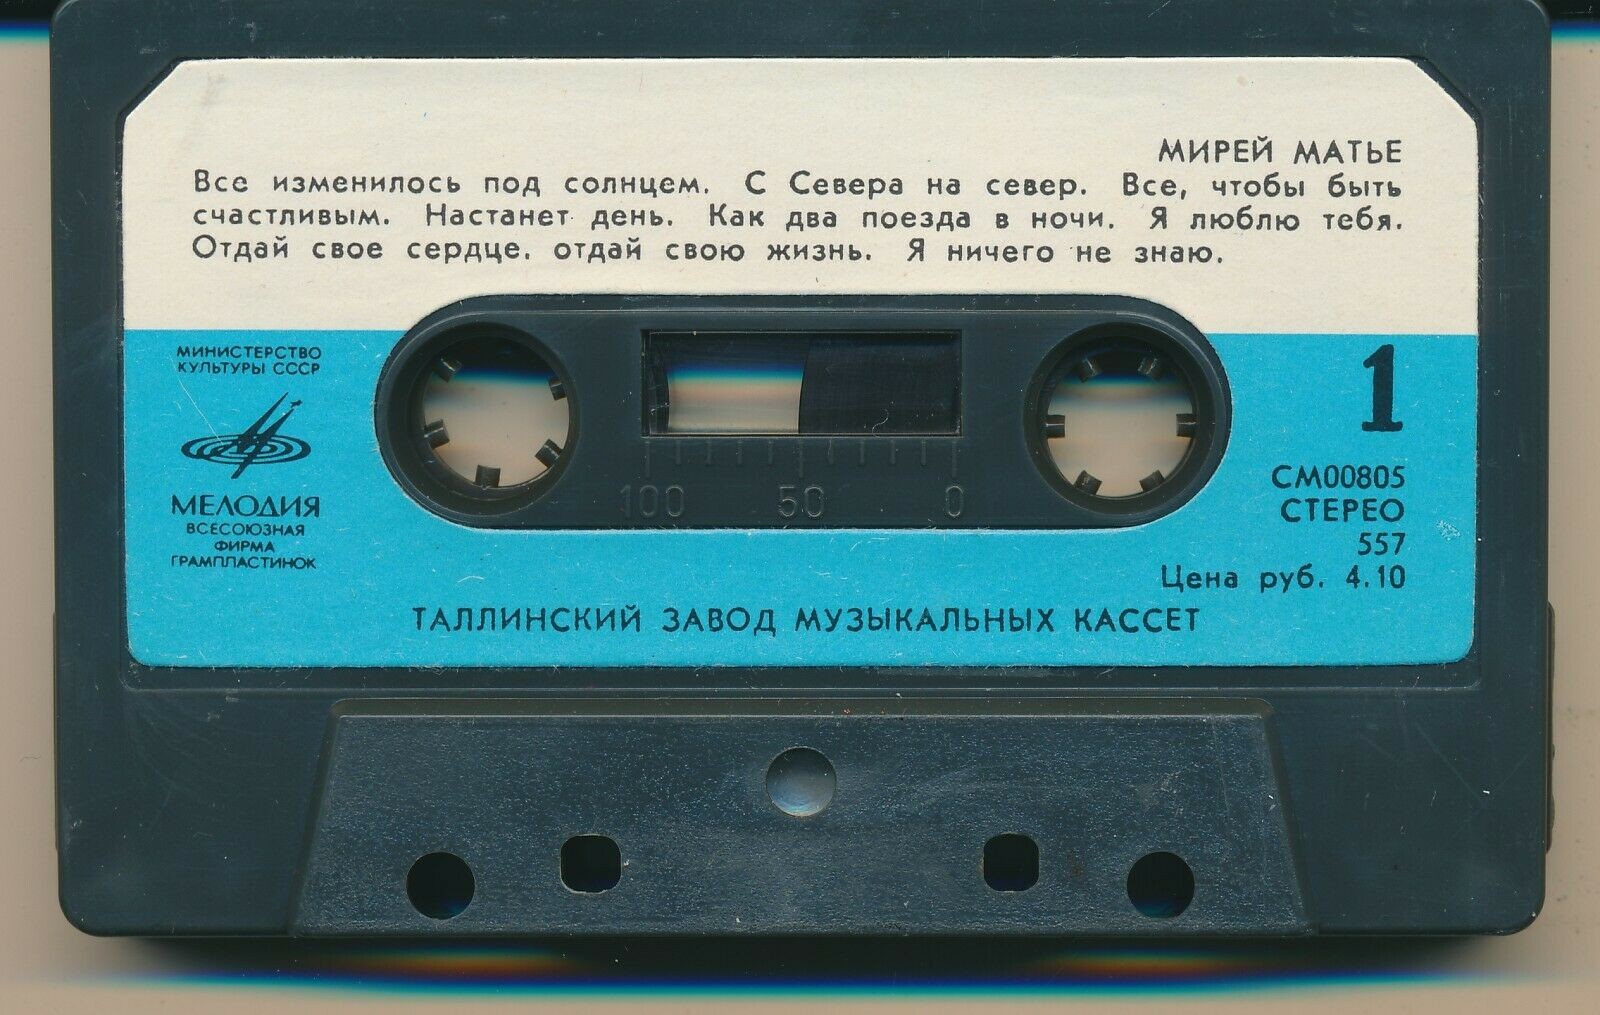 МИРЕЙ МАТЬЕ
Все изменилось под солнцем. С Севера на север. Все, чтобы быть
счастливым. Настанет день. Как два поезда в ночи. Я люблю тебя.
Отдай свое сердце, отдай свою жизнь. Я ничего не знаю.
МИНИСТЕРСТВО
КУЛЬТУРЫ СССР
МЕЛОДИЯ
ВСЕСОЮЗНАЯ
ФИРМА
ГРАМПЛАСТИНОК
100 50 0
1
СМ00805
СТЕРЕО
557
Цена руб. 4.10
ТАЛЛИНСКИЙ ЗАВОД МУЗЫКАЛЬНЫХ КАССЕТ